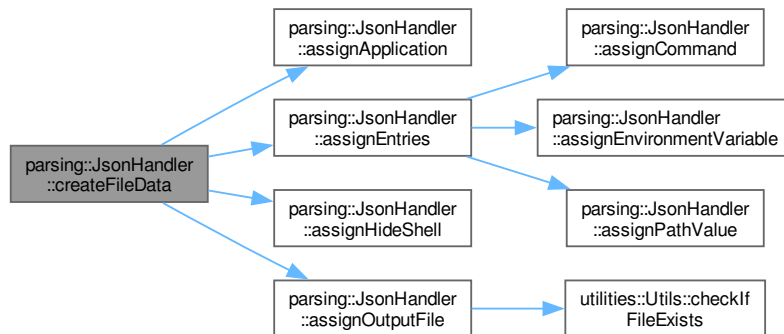 parsing::JsonHandler
::createFileData
parsing::JsonHandler
::assignApplication
parsing::JsonHandler
::assignEntries
parsing::JsonHandler
::assignHideShell
parsing::JsonHandler
::assignOutputFile
parsing::JsonHandler
::assignCommand
parsing::JsonHandler
::assignEnvironmentVariable
parsing::JsonHandler
::assignPathValue
utilities::Utils::checkIf
FileExists